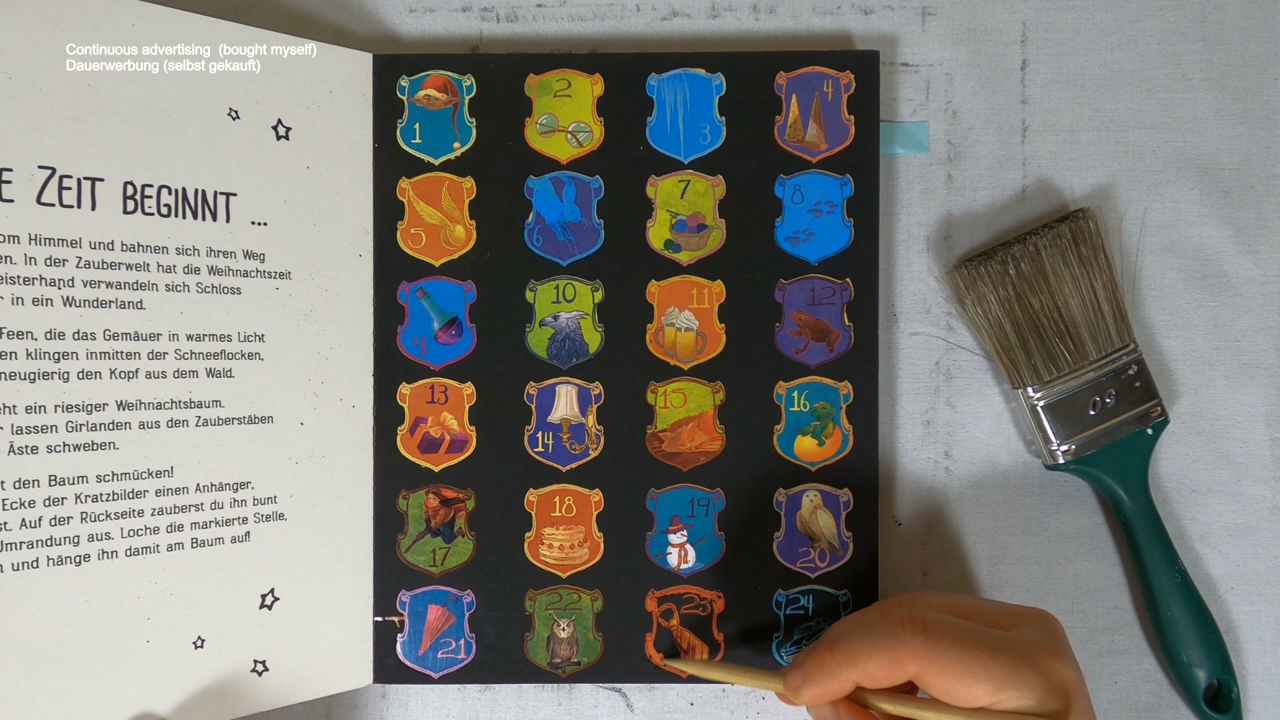 Continuous advertising (bought myself)
Dauerwerbung (selbst gekauft)
E ZEIT BEGINNT ...
om Himmel und bahnen sich ihren Weg
en. In der Zauberwelt hat die Weihnachtszeit
eisterhand verwandeln sich Schloss
r in ein Wunderland.
Feen, die das Gemäuer in warmes Licht
en klingen inmitten der Schneeflocken,
neugierig den Kopf aus dem Wald.
eht ein riesiger Weihnachtsbaum.
r lassen Girlanden aus den Zauberstäben
Äste schweben.
t den Baum schmücken!
Ecke der Kratzbilder einen Anhänger,
st. Auf der Rückseite zauberst du ihn bunt
Umrandung aus. Loche die markierte Stelle,
n und hänge ihn damit am Baum auf!
1 2 3 4
5 6 7 8
9 10 11 12
13 14 15 16
17 18 19 20
21 22 23 24
50